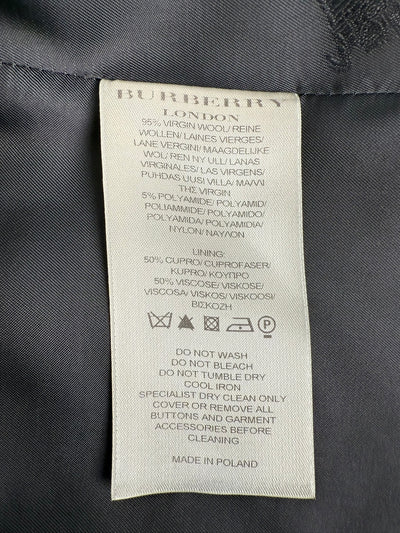 BURBERRY
LONDON
95% VIRGIN WOOL/ REINE
WOLLEN/ LAINES VIERGES/
LANE VERGINI/ MAAGDELIJKE
WOL/ REN NY ULL/ LANAS
VIRGINALES/ LAS VIRGENS/
PUHDAS UUSI VILLA/ ΜΑΛΛΙ
ΤΗΣ VIRGIN
5% POLYAMIDE/ POLYAMID/
POLIAMMIDE/ POLYAMIDO/
POLYAMIDA/ POLYAMIDIA/
NYLON/ ΝΑΥΛΟΝ
LINING:
50% CUPRO/ CUPROFASER/
KUPRO/ ΚΟΥΠΡΟ
50% VISCOSE/ VISKOSE/
VISCOSA/ VISKOS/ VISKOOSI/
ΒΙΣΚΟΖΗ
P
DO NOT WASH
DO NOT BLEACH
DO NOT TUMBLE DRY
COOL IRON
SPECIALIST DRY CLEAN ONLY
COVER OR REMOVE ALL
BUTTONS AND GARMENT
ACCESSORIES BEFORE
CLEANING
MADE IN POLAND